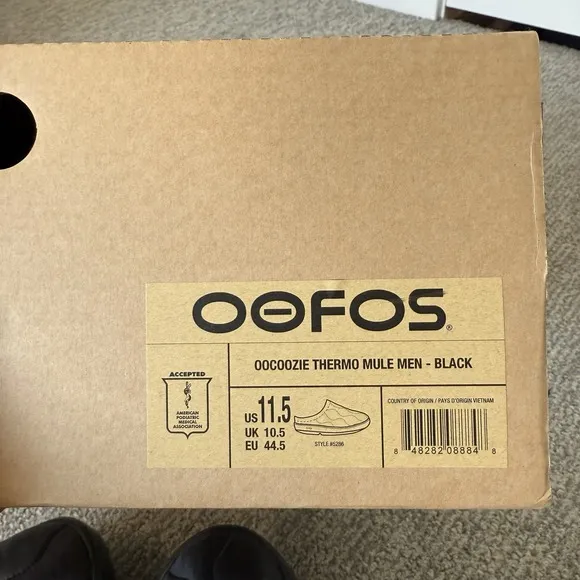 OOFOS®
OOCOOZIE THERMO MULE MEN - BLACK
ACCEPTED
AMERICAN
PODIATRIC
MEDICAL
ASSOCIATION
US 11.5
UK 10.5
EU 44.5
STYLE #5286
COUNTRY OF ORIGIN / PAYS D'ORIGIN VIETNAM
8 48282 08884 8